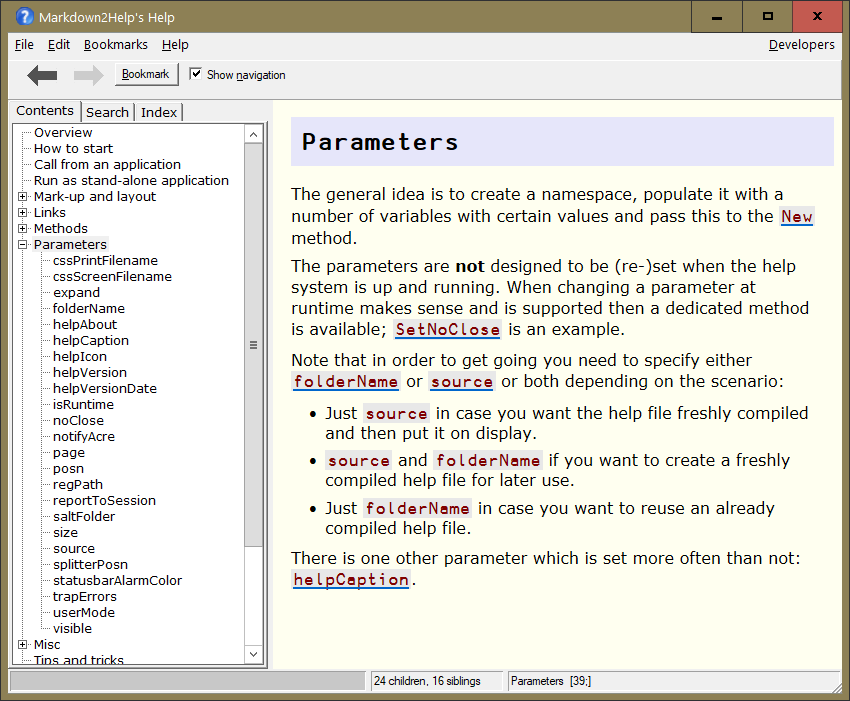 Markdown2Help's Help
File Edit Bookmarks Help Developers
Bookmark Show navigation
Contents Search Index
Overview
How to start
Call from an application
Run as stand-alone application
Mark-up and layout
Links
Methods
Parameters
cssPrintFilename
cssScreenFilename
expand
folderName
helpAbout
helpCaption
helpIcon
helpVersion
helpVersionDate
isRuntime
noClose
notifyAcre
page
posn
regPath
reportToSession
saltFolder
size
source
splitterPosn
statusbarAlarmColor
trapErrors
userMode
visible
Misc
Tips and tricks
Parameters
The general idea is to create a namespace, populate it with a
number of variables with certain values and pass this to the New
method.
The parameters are not designed to be (re-)set when the help
system is up and running. When changing a parameter at
runtime makes sense and is supported then a dedicated method
is available; SetNoClose is an example.
Note that in order to get going you need to specify either
folderName or source or both depending on the scenario:
• Just source in case you want the help file freshly compiled
and then put it on display.
• source and folderName if you want to create a freshly
compiled help file for later use.
• Just folderName in case you want to reuse an already
compiled help file.
There is one other parameter which is set more often than not:
helpCaption.
24 children, 16 siblings
Parameters [39;]